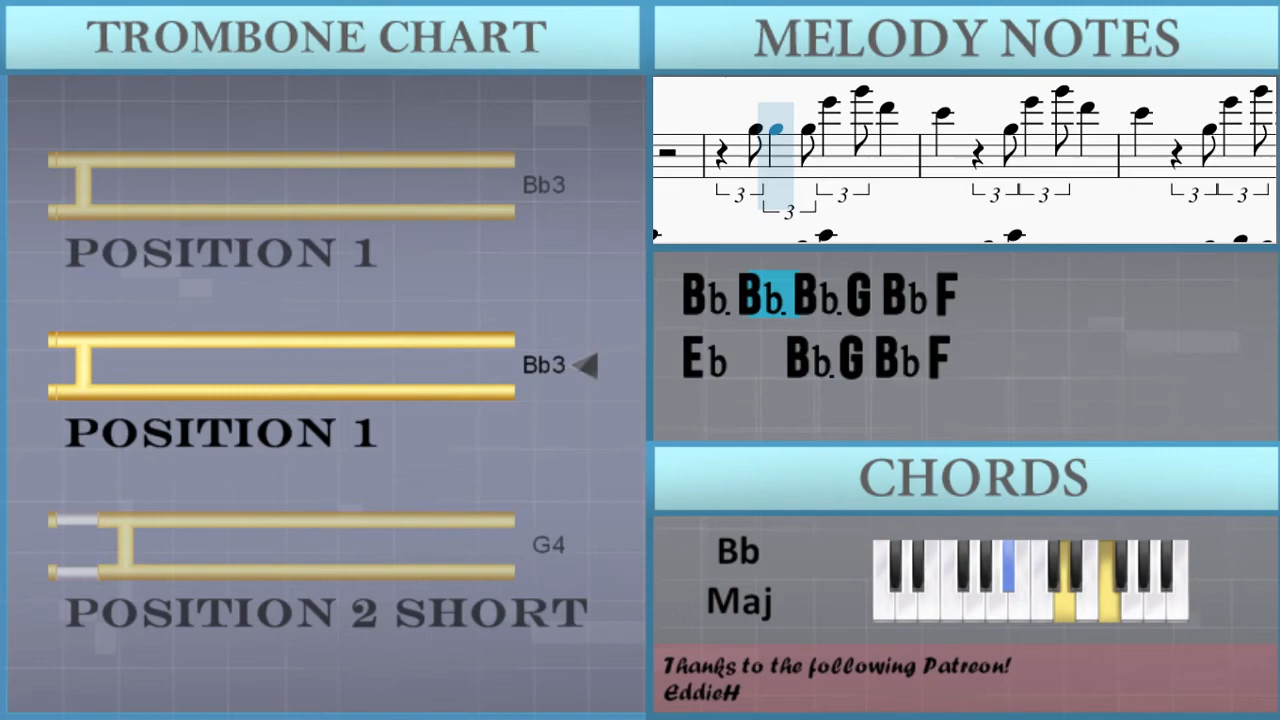 TROMBONE CHART
Bb3
POSITION 1
Bb3
POSITION 1
G4
POSITION 2 SHORT
MELODY NOTES
3 3 3 3 3 3
3
Bb. Bb. Bb. G Bb F
Eb Bb. G Bb F
CHORDS
Bb
Maj
Thanks to the following Patreon!
EddieH